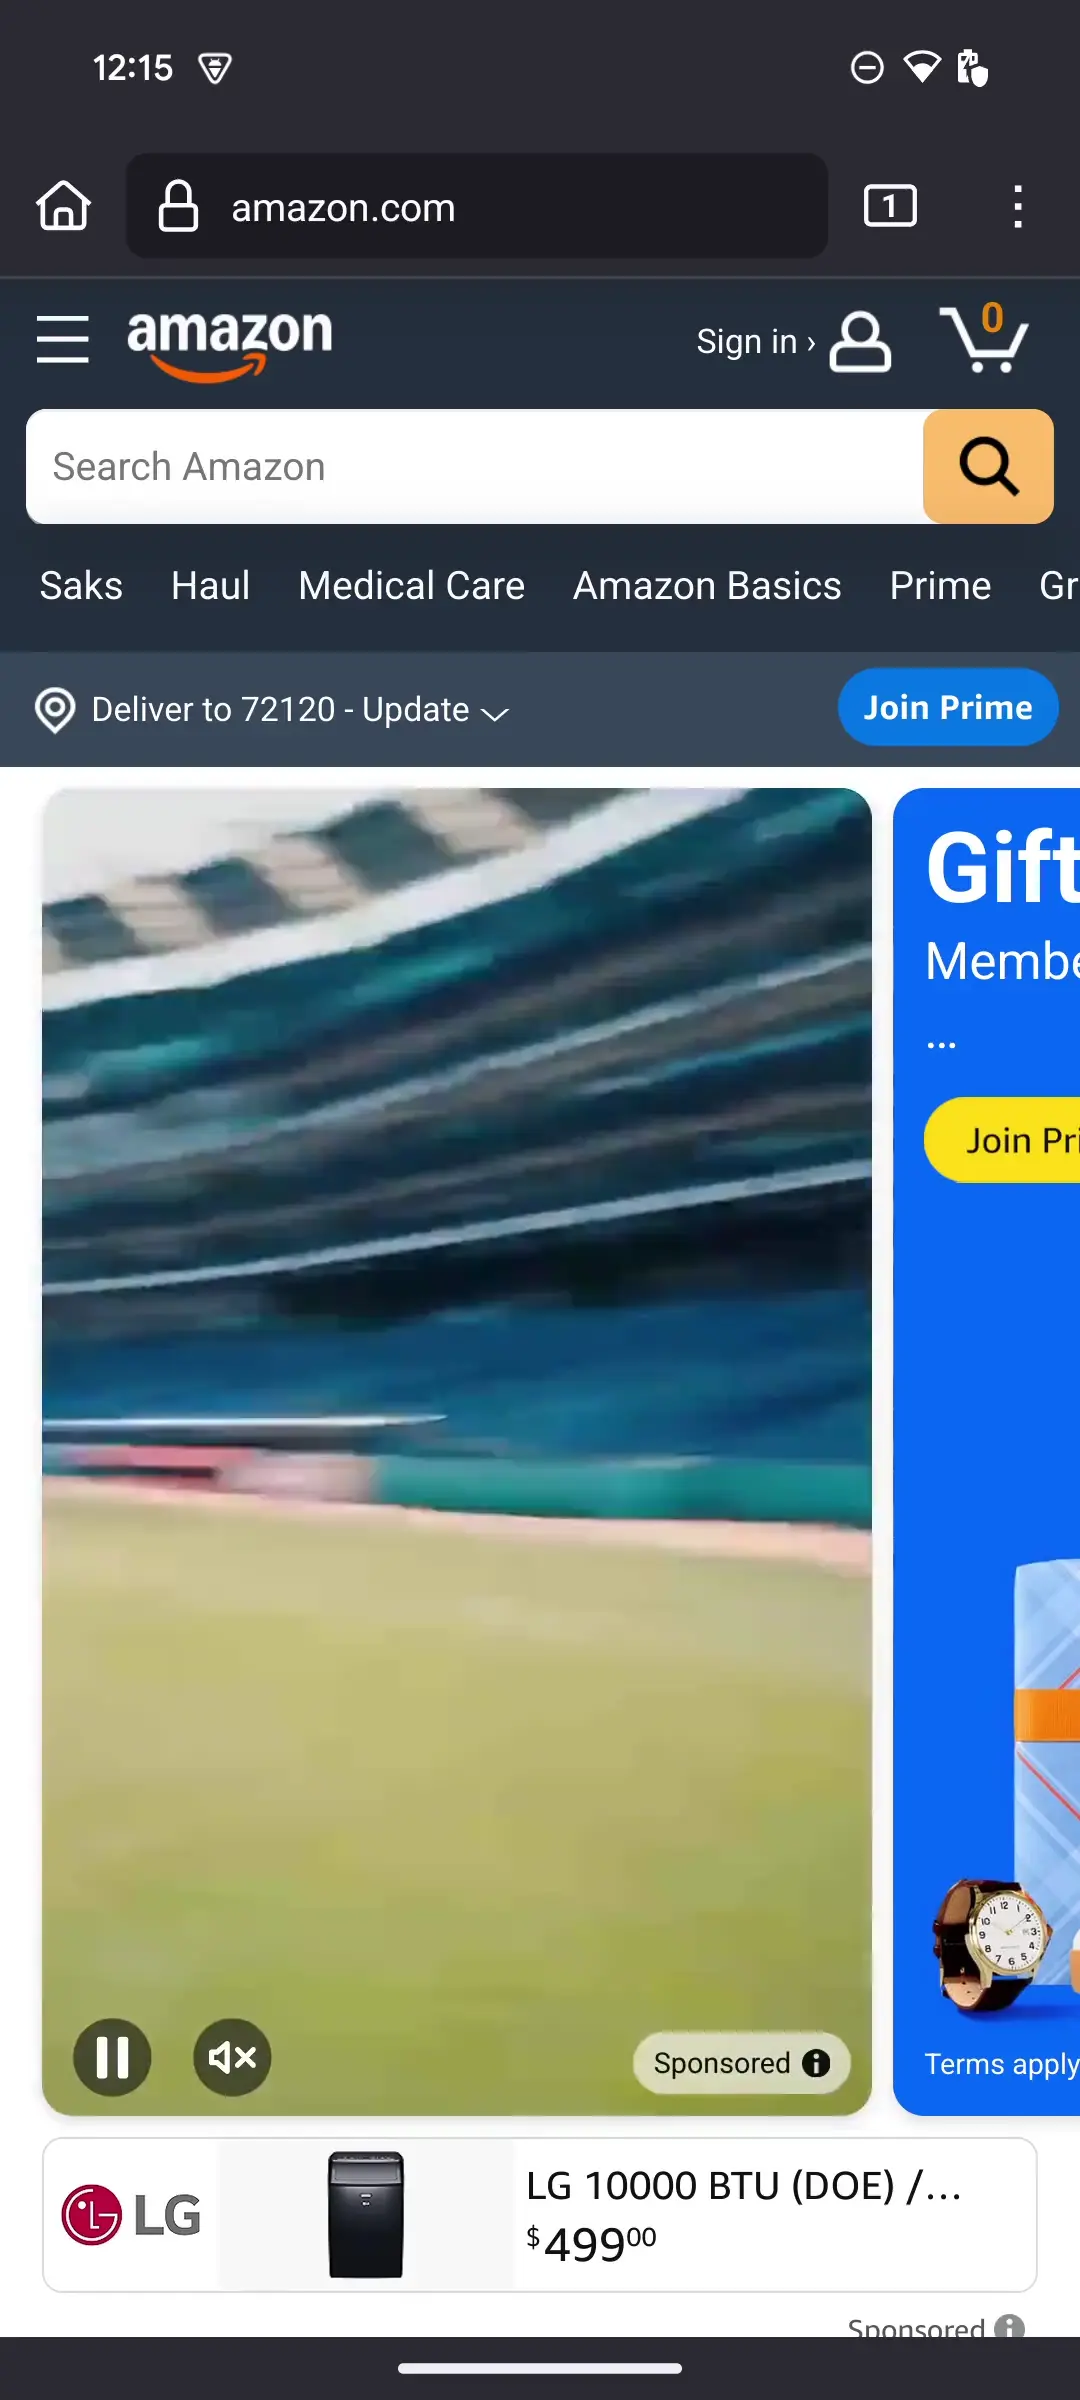 12:15
amazon.com
1
amazon
Sign in ›
0
Search Amazon
Saks Haul Medical Care Amazon Basics Prime Gr
Deliver to 72120 - Update
Join Prime
Gift
Membe
...
Join Pri
Terms apply
Sponsored
LG
LG 10000 BTU (DOE) /...
$49900
Sponsored